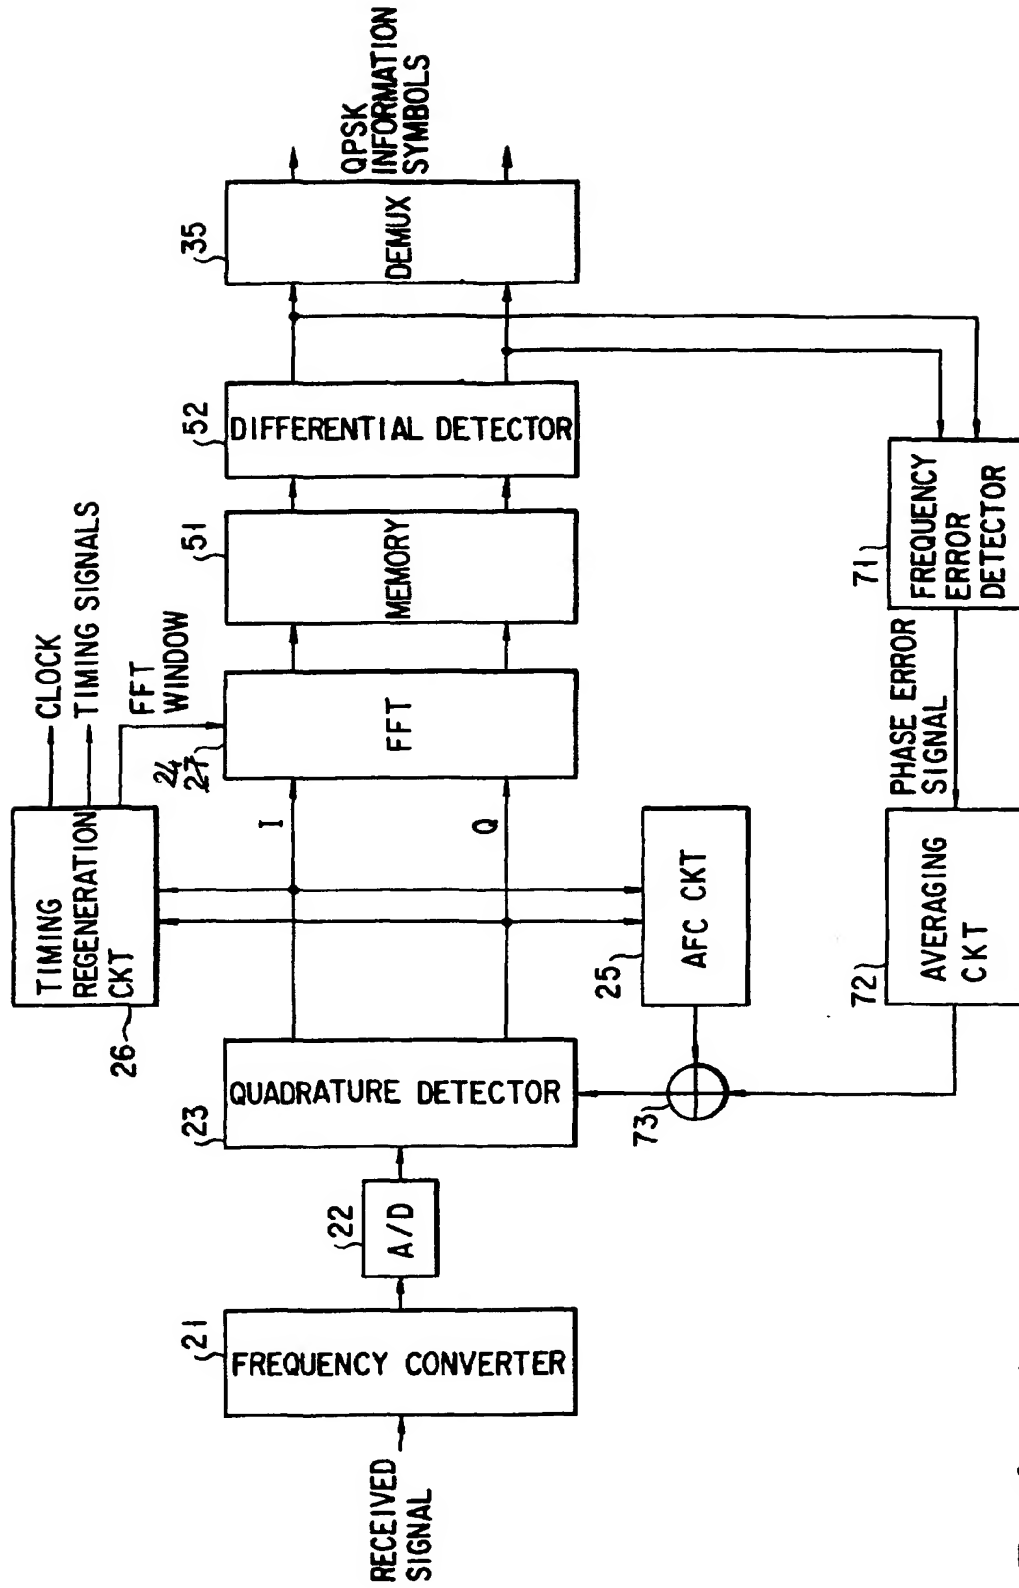 RECEIVED
SIGNAL
21
FREQUENCY CONVERTER
22
A/D
23
QUADRATURE DETECTOR
26
TIMING
REGENERATION
CKT
CLOCK
TIMING SIGNALS
FFT
WINDOW
I
Q
25
AFC CKT
73
24
27
FFT
51
MEMORY
52
DIFFERENTIAL DETECTOR
35
DEMUX
QPSK
INFORMATION
SYMBOLS
71
FREQUENCY
ERROR
DETECTOR
PHASE ERROR
SIGNAL
72
AVERAGING
CKT